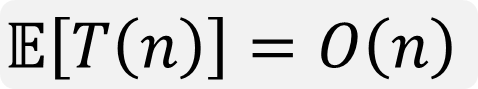 𝔼[T(n)] = O(n)